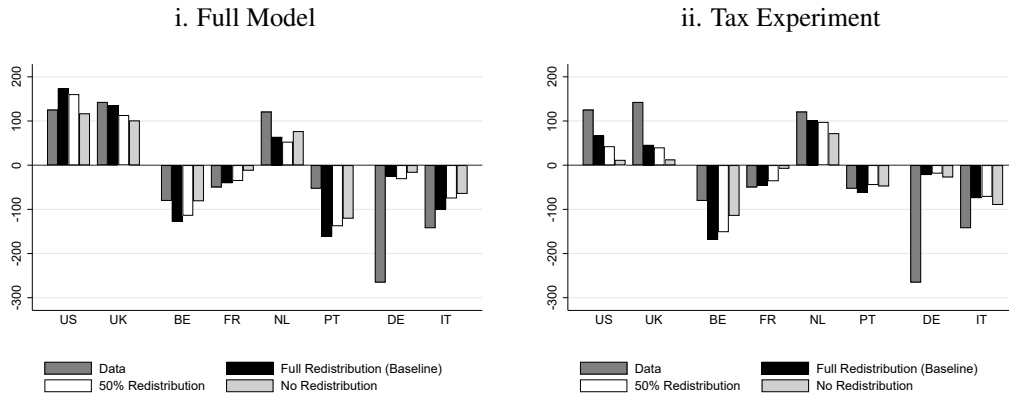 i. Full Model
200
100
0
-100
-200
-300
US UK BE FR NL PT DE IT
Data Full Redistribution (Baseline)
50% Redistribution No Redistribution
ii. Tax Experiment
200
100
0
-100
-200
-300
US UK BE FR NL PT DE IT
Data Full Redistribution (Baseline)
50% Redistribution No Redistribution